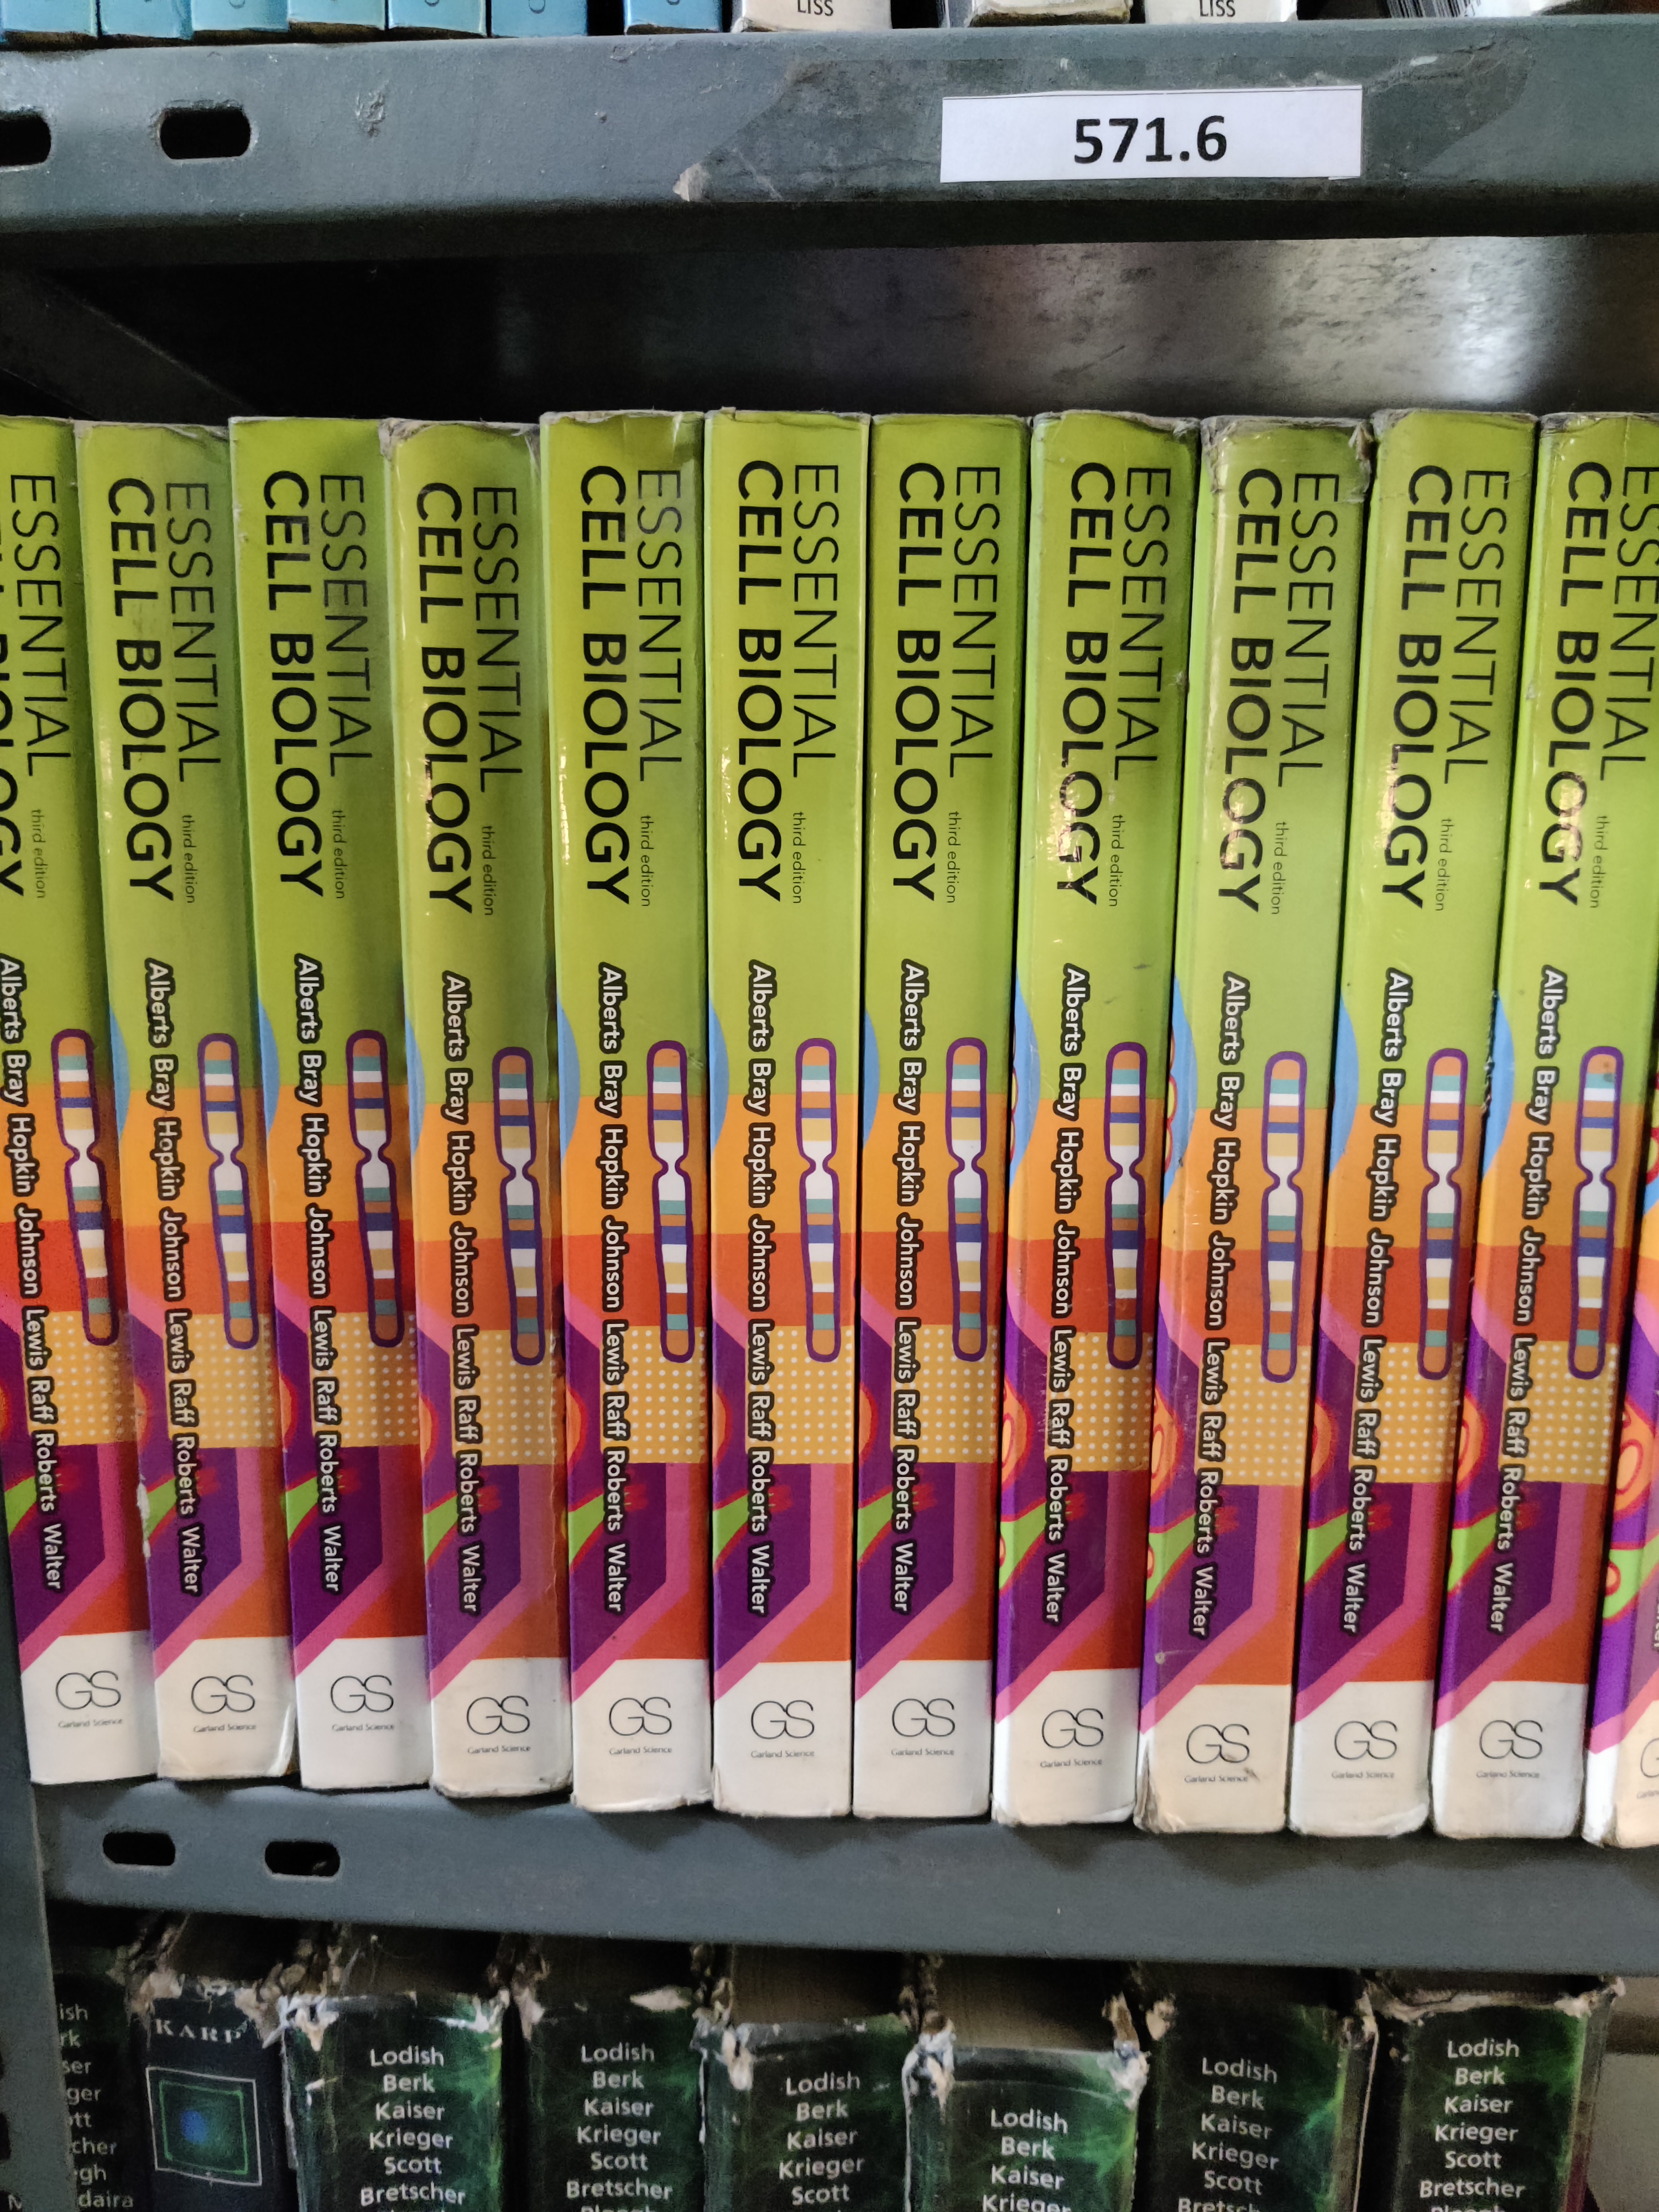 LISS
LISS
571.6
ESSENTIAL
CELL BIOLOGY
third edition
Alberts Bray Hopkin Johnson Lewis Raff Roberts Walter
GS
Garland Science
ESSENTIAL
CELL BIOLOGY
third edition
Alberts Bray Hopkin Johnson Lewis Raff Roberts Walter
GS
Garland Science
ESSENTIAL
CELL BIOLOGY
third edition
Alberts Bray Hopkin Johnson Lewis Raff Roberts Walter
GS
Garland Science
ESSENTIAL
CELL BIOLOGY
third edition
Alberts Bray Hopkin Johnson Lewis Raff Roberts Walter
GS
Garland Science
ESSENTIAL
CELL BIOLOGY
third edition
Alberts Bray Hopkin Johnson Lewis Raff Roberts Walter
GS
Garland Science
ESSENTIAL
CELL BIOLOGY
third edition
Alberts Bray Hopkin Johnson Lewis Raff Roberts Walter
GS
Garland Science
ESSENTIAL
CELL BIOLOGY
third edition
Alberts Bray Hopkin Johnson Lewis Raff Roberts Walter
GS
Garland Science
ESSENTIAL
CELL BIOLOGY
third edition
Alberts Bray Hopkin Johnson Lewis Raff Roberts Walter
GS
Garland Science
ESSENTIAL
CELL BIOLOGY
third edition
Alberts Bray Hopkin Johnson Lewis Raff Roberts Walter
GS
Garland Science
ESSENTIAL
CELL BIOLOGY
third edition
Alberts Bray Hopkin Johnson Lewis Raff Roberts Walter
GS
Garland Science
ESSENTIAL
CELL BIOLOGY
third edition
Alberts Bray Hopkin Johnson Lewis Raff Roberts Walter
GS
Garland Science
KARP
Lodish
Berk
Kaiser
Krieger
Scott
Bretscher
Lodish
Berk
Kaiser
Krieger
Scott
Bretscher
Lodish
Berk
Kaiser
Krieger
Scott
Lodish
Berk
Kaiser
Krieger
Lodish
Berk
Kaiser
Krieger
Scott
Lodish
Berk
Kaiser
Krieger
Scott
Bretscher